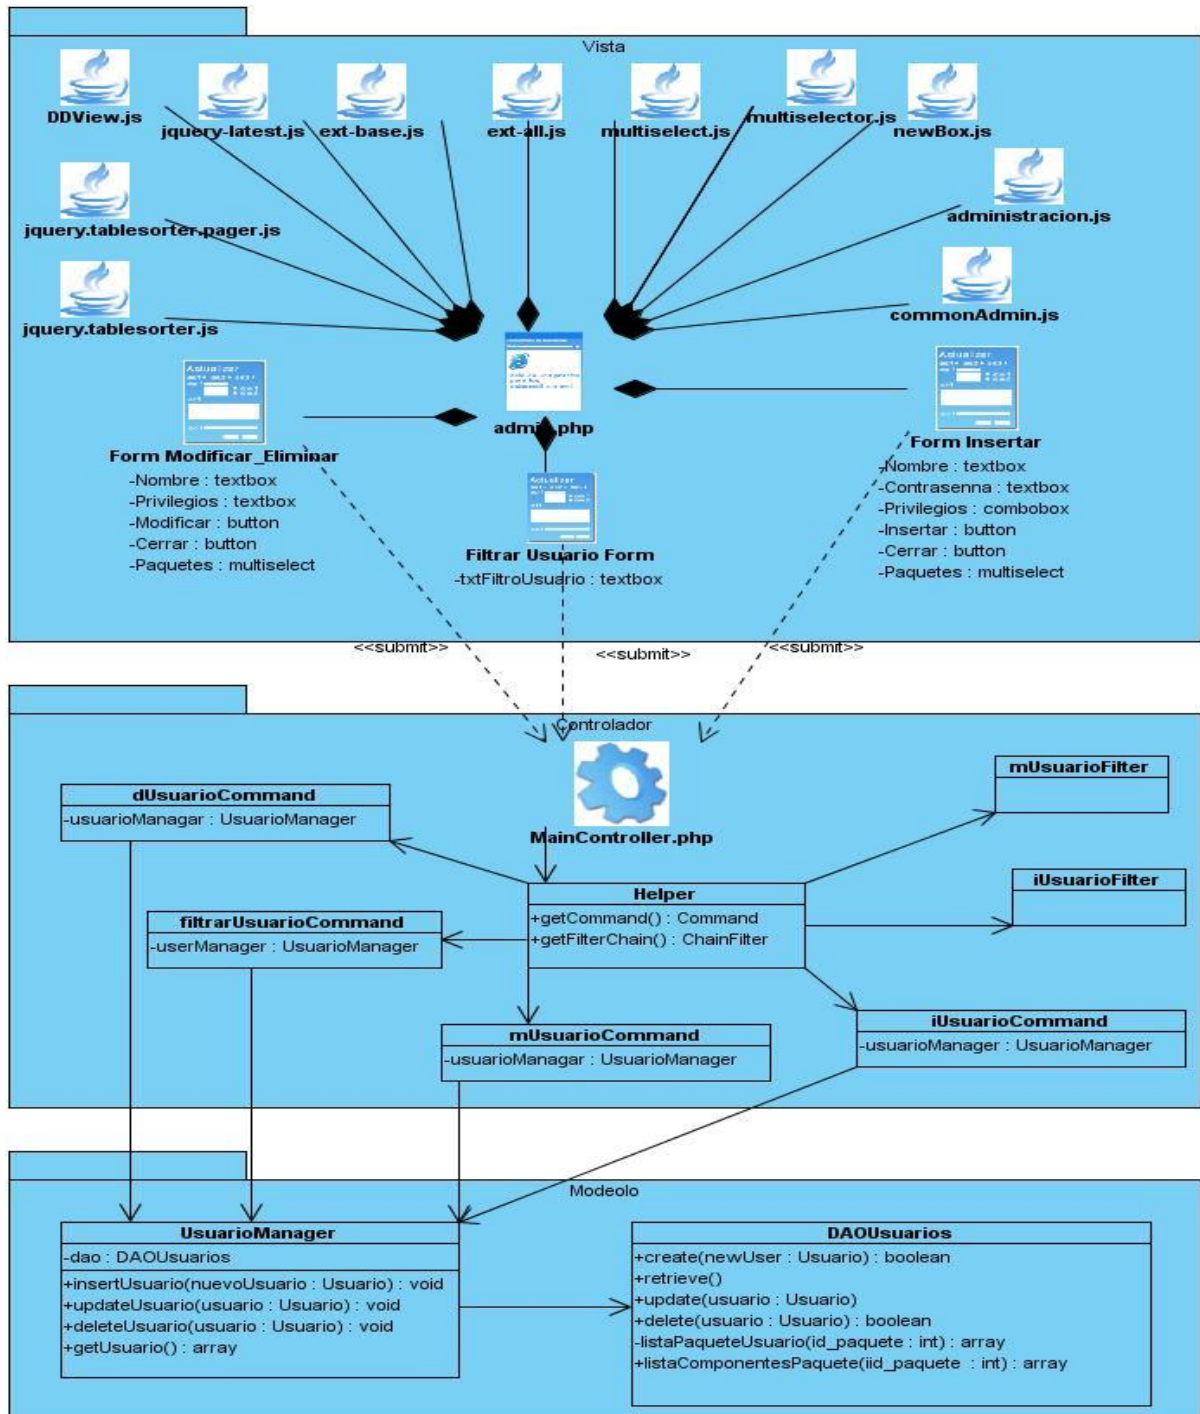 Vista
DDView.js
jquery-latest.js
ext-base.js
ext-all.js
multiselect.js
multiselector.js
newBox.js
jquery.tablesorter.pager.js
administracion.js
jquery.tablesorter.js
commonAdmin.js
Actualizar
admin.php
Actualizar
Form Modificar_Eliminar
-Nombre : textbox
-Privilegios : textbox
-Modificar : button
-Cerrar : button
-Paquetes : multiselect
Actualizar
Filtrar Usuario Form
-txtFiltroUsuario : textbox
Form Insertar
-Nombre : textbox
-Contrasenna : textbox
-Privilegios : combobox
-Insertar : button
-Cerrar : button
-Paquetes : multiselect
<<submit>>
<<submit>>
<<submit>>
Controlador
MainController.php
dUsuarioCommand
-usuarioManagar : UsuarioManager
mUsuarioFilter
Helper
+getCommand() : Command
+getFilterChain() : ChainFilter
iUsuarioFilter
filtrarUsuarioCommand
-userManager : UsuarioManager
mUsuarioCommand
-usuarioManagar : UsuarioManager
iUsuarioCommand
-usuarioManager : UsuarioManager
Modeolo
UsuarioManager
-dao : DAOUsuarios
+insertUsuario(nuevoUsuario : Usuario) : void
+updateUsuario(usuario : Usuario) : void
+deleteUsuario(usuario : Usuario) : void
+getUsuario() : array
DAOUsuarios
+create(newUser : Usuario) : boolean
+retrieve()
+update(usuario : Usuario)
+delete(usuario : Usuario) : boolean
-listaPaqueteUsuario(id_paquete : int) : array
+listaComponentesPaquete(iid_paquete : int) : array